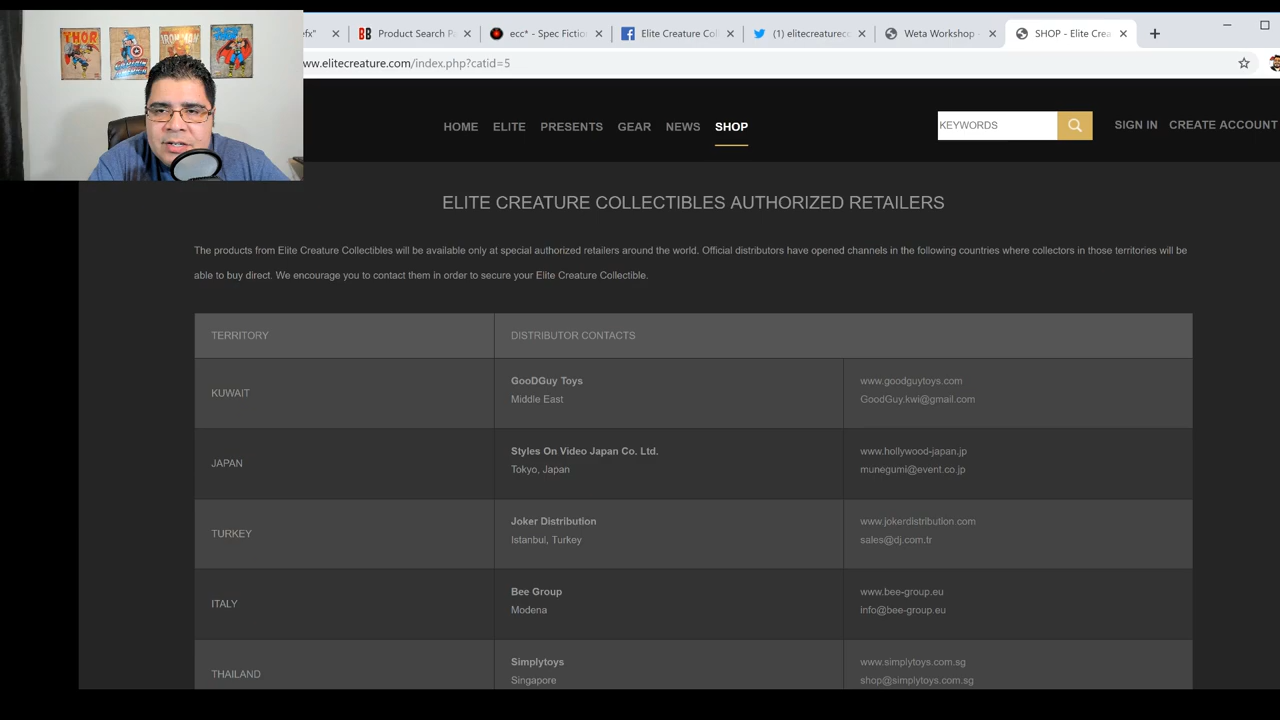 THOR
IRON MAN
efx"
Product Search P
ecc* - Spec Fictio
Elite Creature Col
(1) elitecreaturec
Weta Workshop -
SHOP - Elite Crea
ww.elitecreature.com/index.php?catid=5
HOME ELITE PRESENTS GEAR NEWS SHOP
KEYWORDS
SIGN IN CREATE ACCOUNT
ELITE CREATURE COLLECTIBLES AUTHORIZED RETAILERS
The products from Elite Creature Collectibles will be available only at special authorized retailers around the world. Official distributors have opened channels in the following countries where collectors in those territories will be
able to buy direct. We encourage you to contact them in order to secure your Elite Creature Collectible.
TERRITORY DISTRIBUTOR CONTACTS
KUWAIT
GooDGuy Toys
Middle East
www.goodguytoys.com
GoodGuy.kwi@gmail.com
JAPAN
Styles On Video Japan Co. Ltd.
Tokyo, Japan
www.hollywood-japan.jp
munegumi@event.co.jp
TURKEY
Joker Distribution
Istanbul, Turkey
www.jokerdistribution.com
sales@dj.com.tr
ITALY
Bee Group
Modena
www.bee-group.eu
info@bee-group.eu
THAILAND
Simplytoys
Singapore
www.simplytoys.com.sg
shop@simplytoys.com.sg